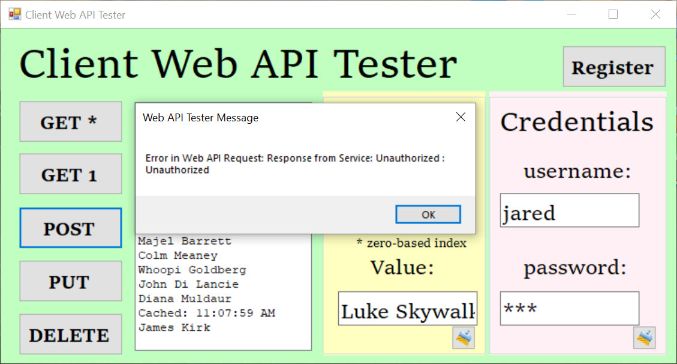 Client Web API Tester
Client Web API Tester
Register
GET *
GET 1
POST
PUT
DELETE
Web API Tester Message
Error in Web API Request: Response from Service: Unauthorized :
Unauthorized
OK
Majel Barrett
Colm Meaney
Whoopi Goldberg
John Di Lancie
Diana Muldaur
Cached: 11:07:59 AM
James Kirk
* zero-based index
Value:
Luke Skywalk
Credentials
username:
jared
password:
***